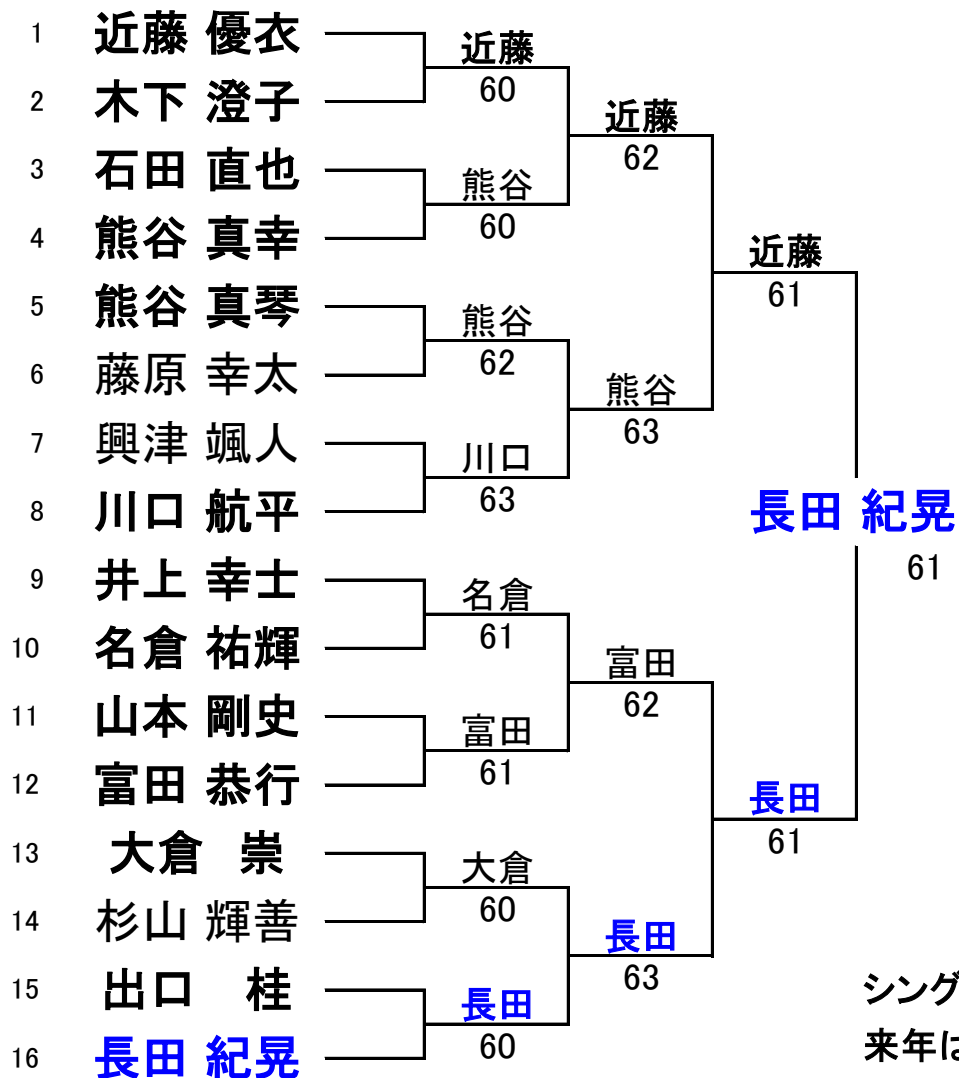 1 近藤 優衣
近藤
60
2 木下 澄子
近藤
62
3 石田 直也
熊谷
60
4 熊谷 真幸
近藤
61
5 熊谷 真琴
熊谷
62
6 藤原 幸太
熊谷
63
7 興津 颯人
川口
63
8 川口 航平
長田 紀晃
61
9 井上 幸士
名倉
61
10 名倉 祐輝
富田
62
11 山本 剛史
富田
61
12 富田 恭行
長田
61
13 大倉 崇
大倉
60
14 杉山 輝善
長田
63
15 出口 桂
長田
60
16 長田 紀晃
シング
来年は